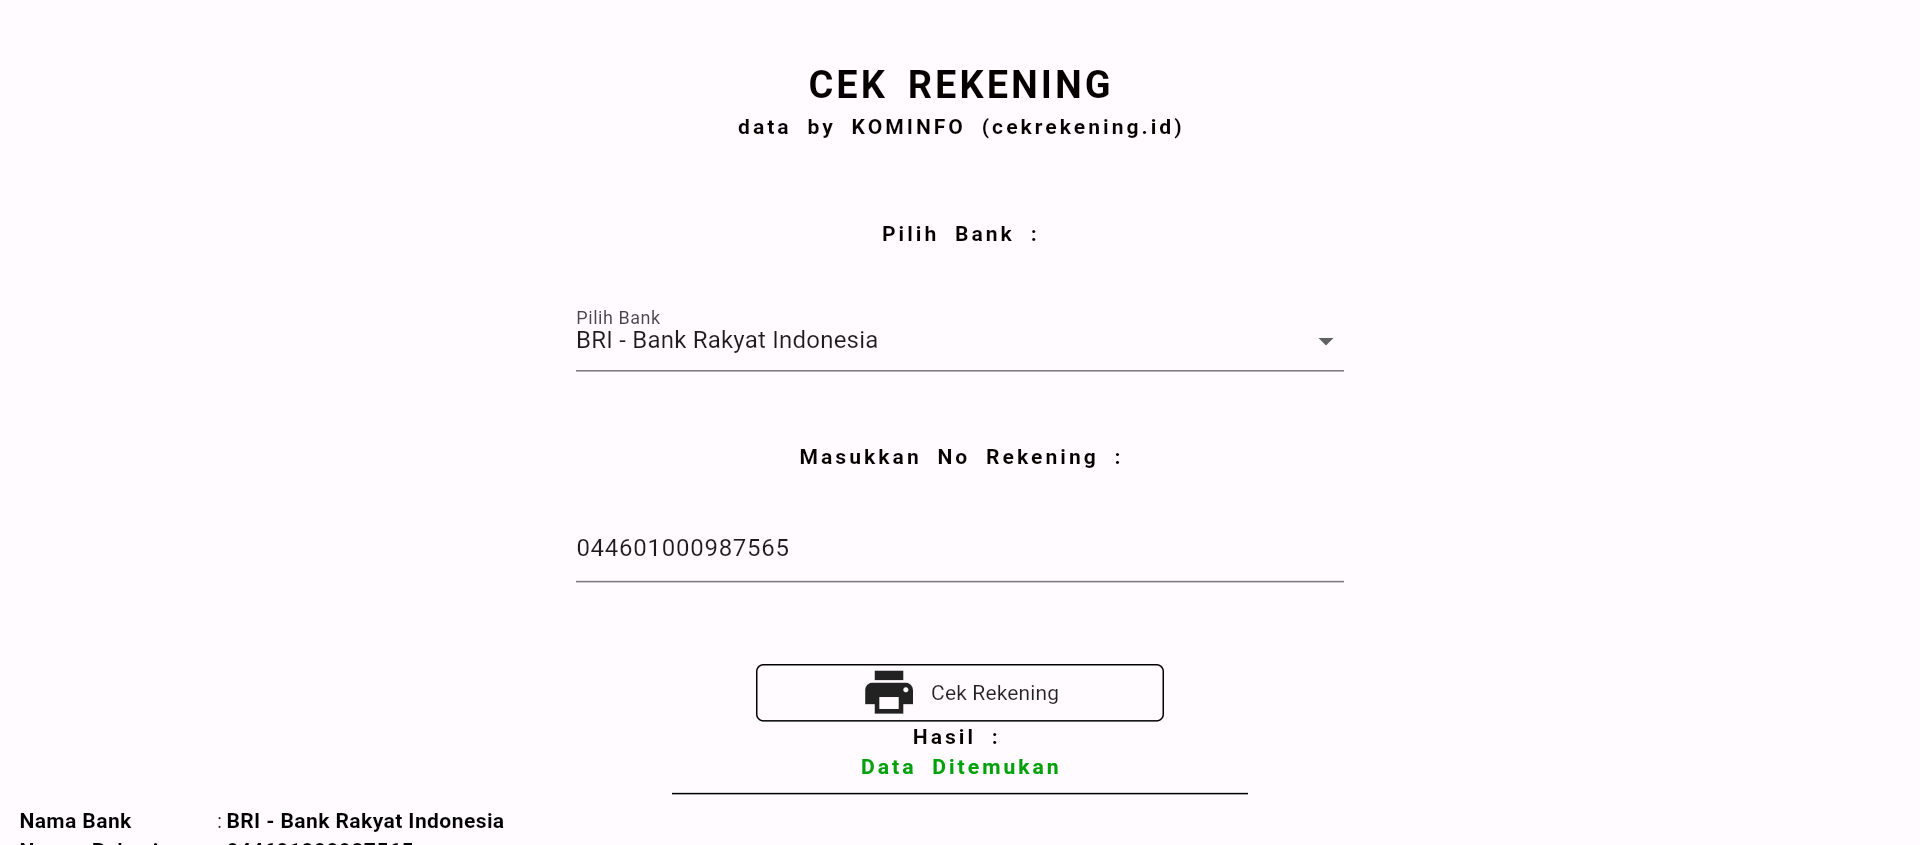 CEK REKENING
data by KOMINFO (cekrekening.id)
Pilih Bank :
Pilih Bank
BRI - Bank Rakyat Indonesia
Masukkan No Rekening :
044601000987565
Cek Rekening
Hasil :
Data Ditemukan
Nama Bank : BRI - Bank Rakyat Indonesia